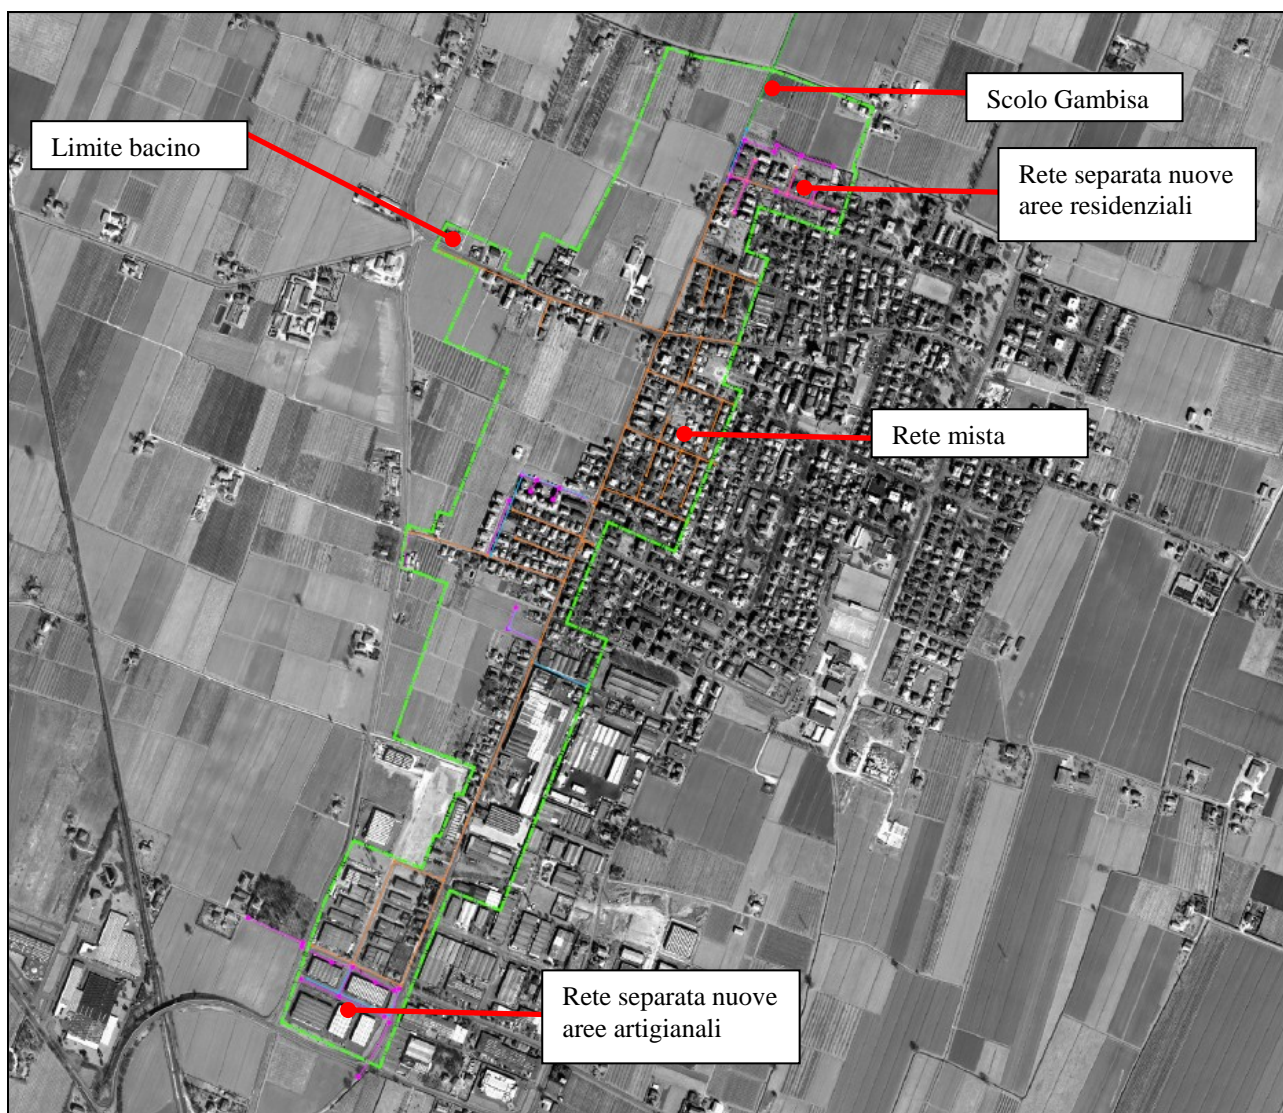 Scolo Gambisa
Limite bacino
Rete separata nuove
aree residenziali
Rete mista
Rete separata nuove
aree artigianali